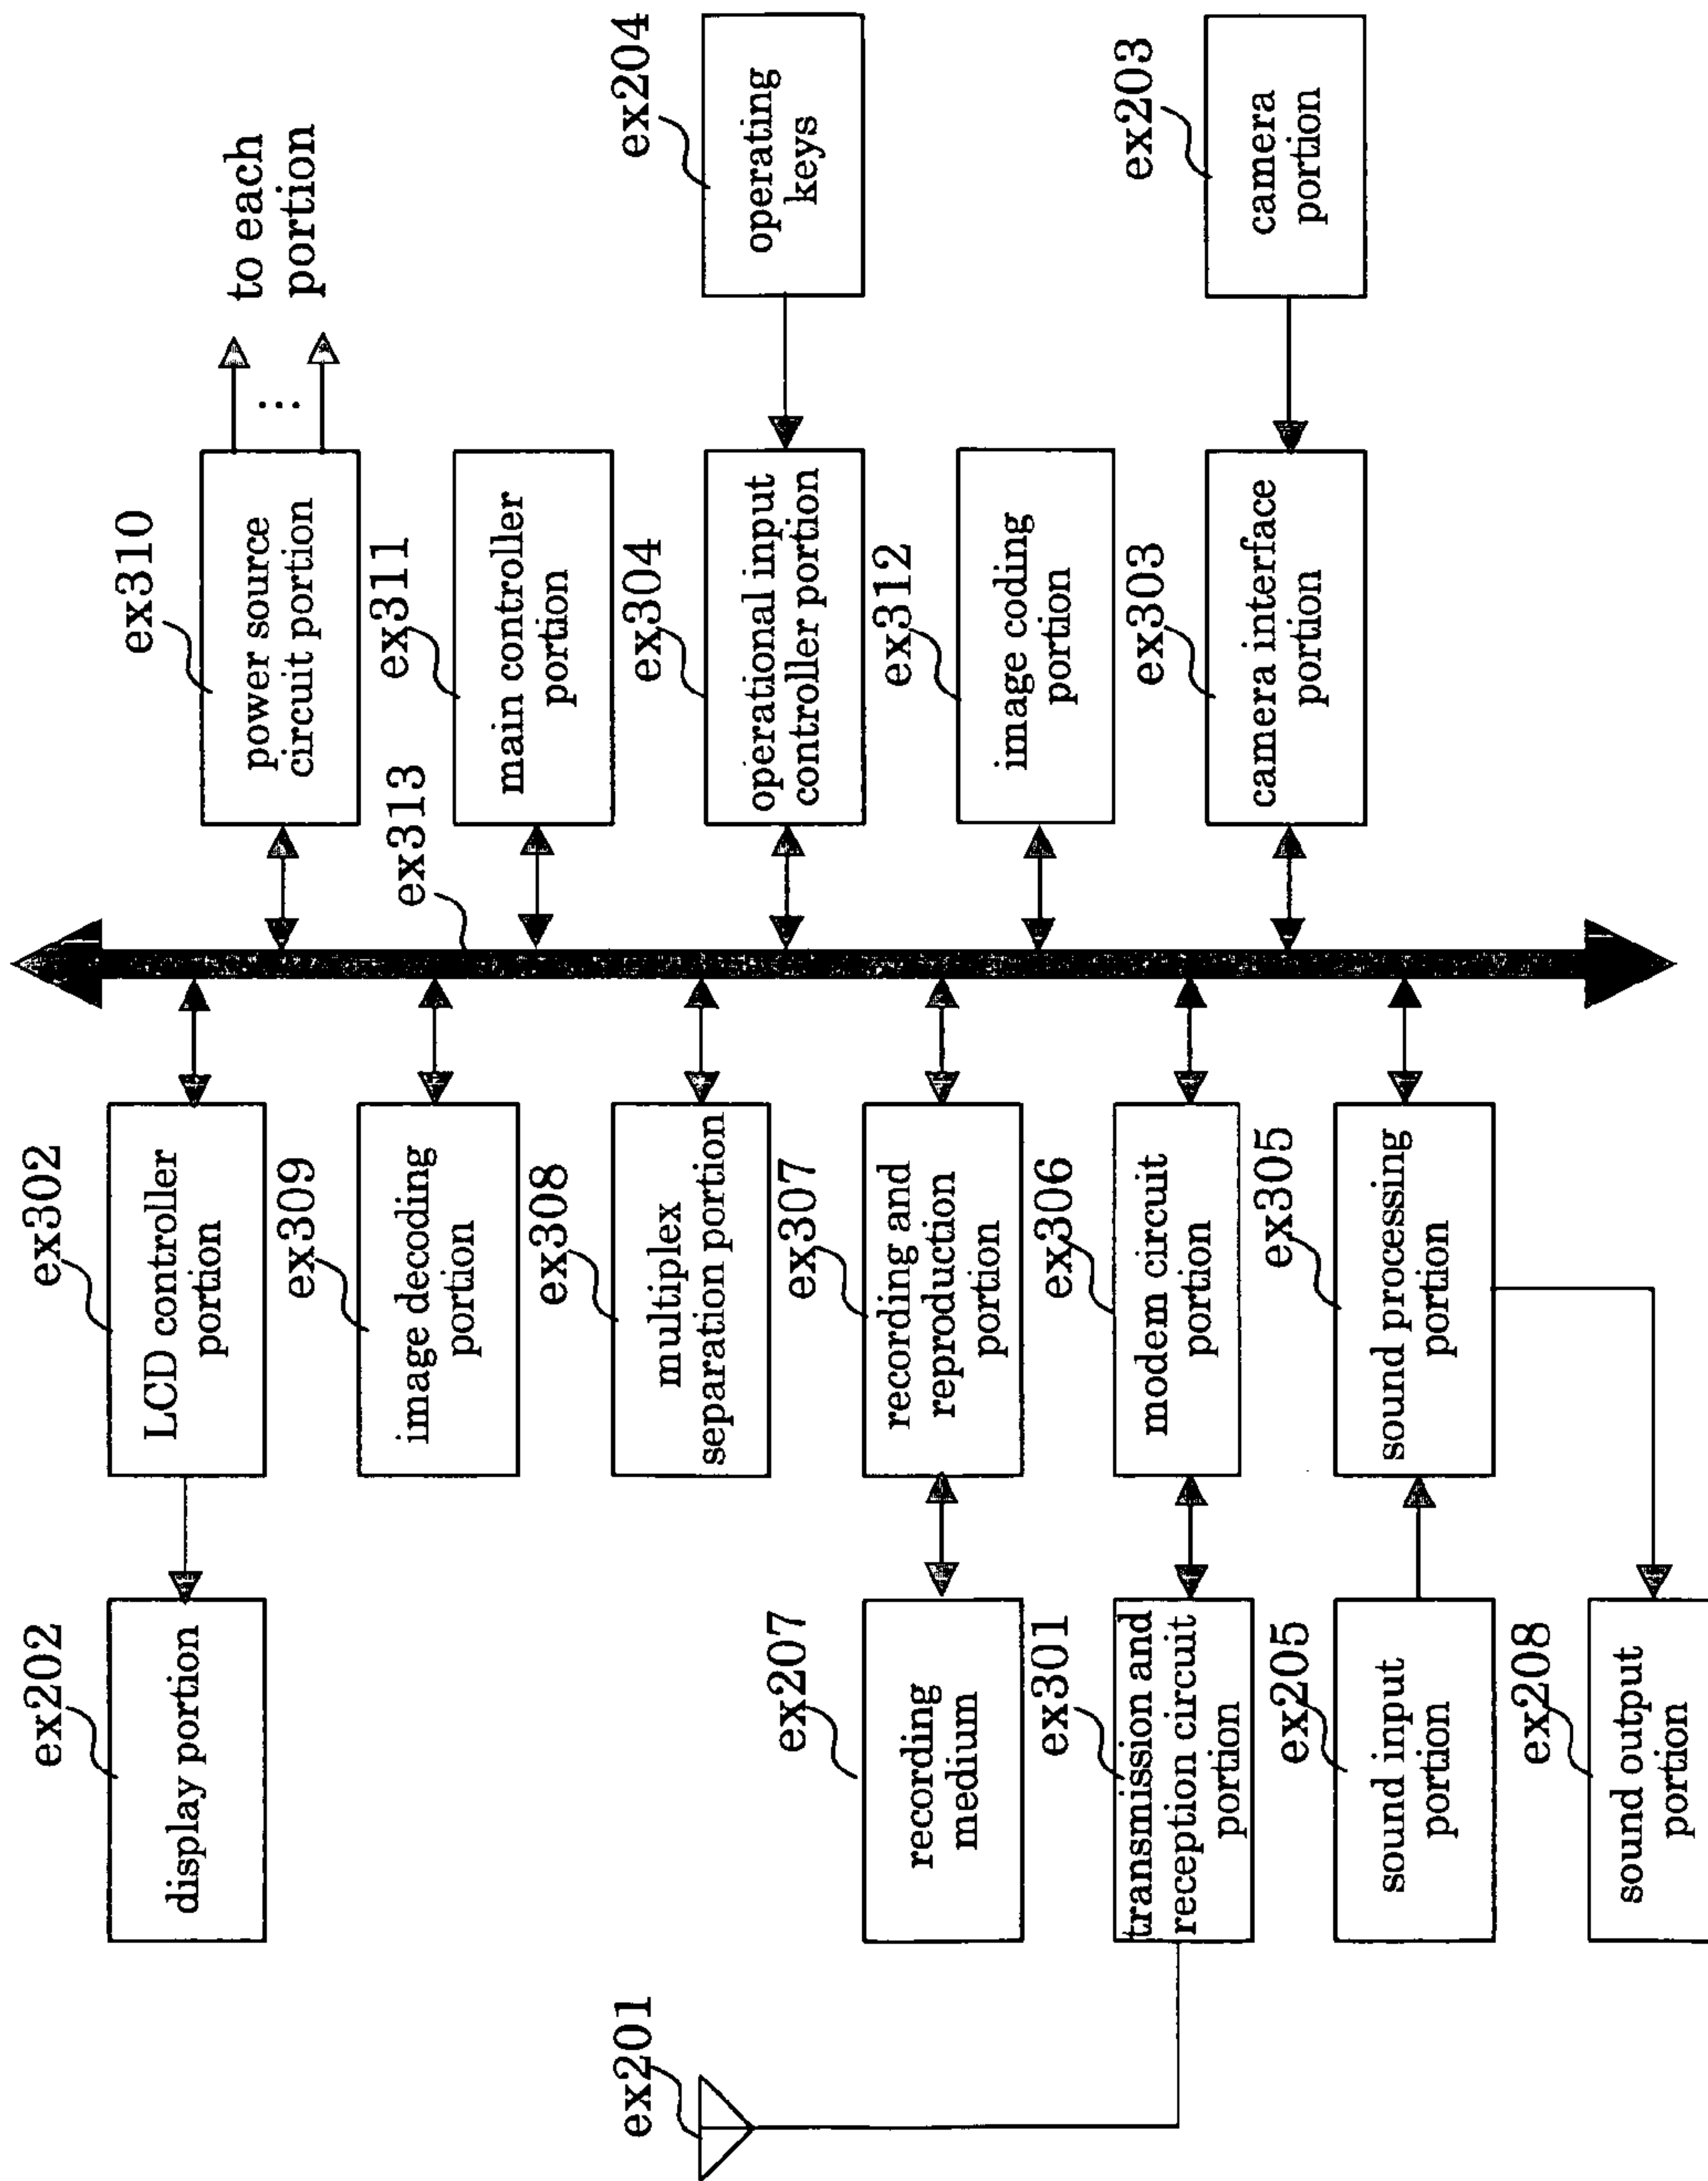 ex201
ex202
display portion
ex207
recording
medium
ex301
transmission and
reception circuit
portion
ex205
sound input
portion
ex208
sound output
portion
ex302
LCD controller
portion
ex309
image decoding
portion
ex308
multiplex
separation portion
ex307
recording and
reproduction
portion
ex306
modem circuit
portion
ex305
sound processing
portion
ex313
ex310
power source
circuit portion
to each
portion
ex311
main controller
portion
ex304
operational input
controller portion
ex312
image coding
portion
ex303
camera interface
portion
ex204
operating
keys
ex203
camera
portion